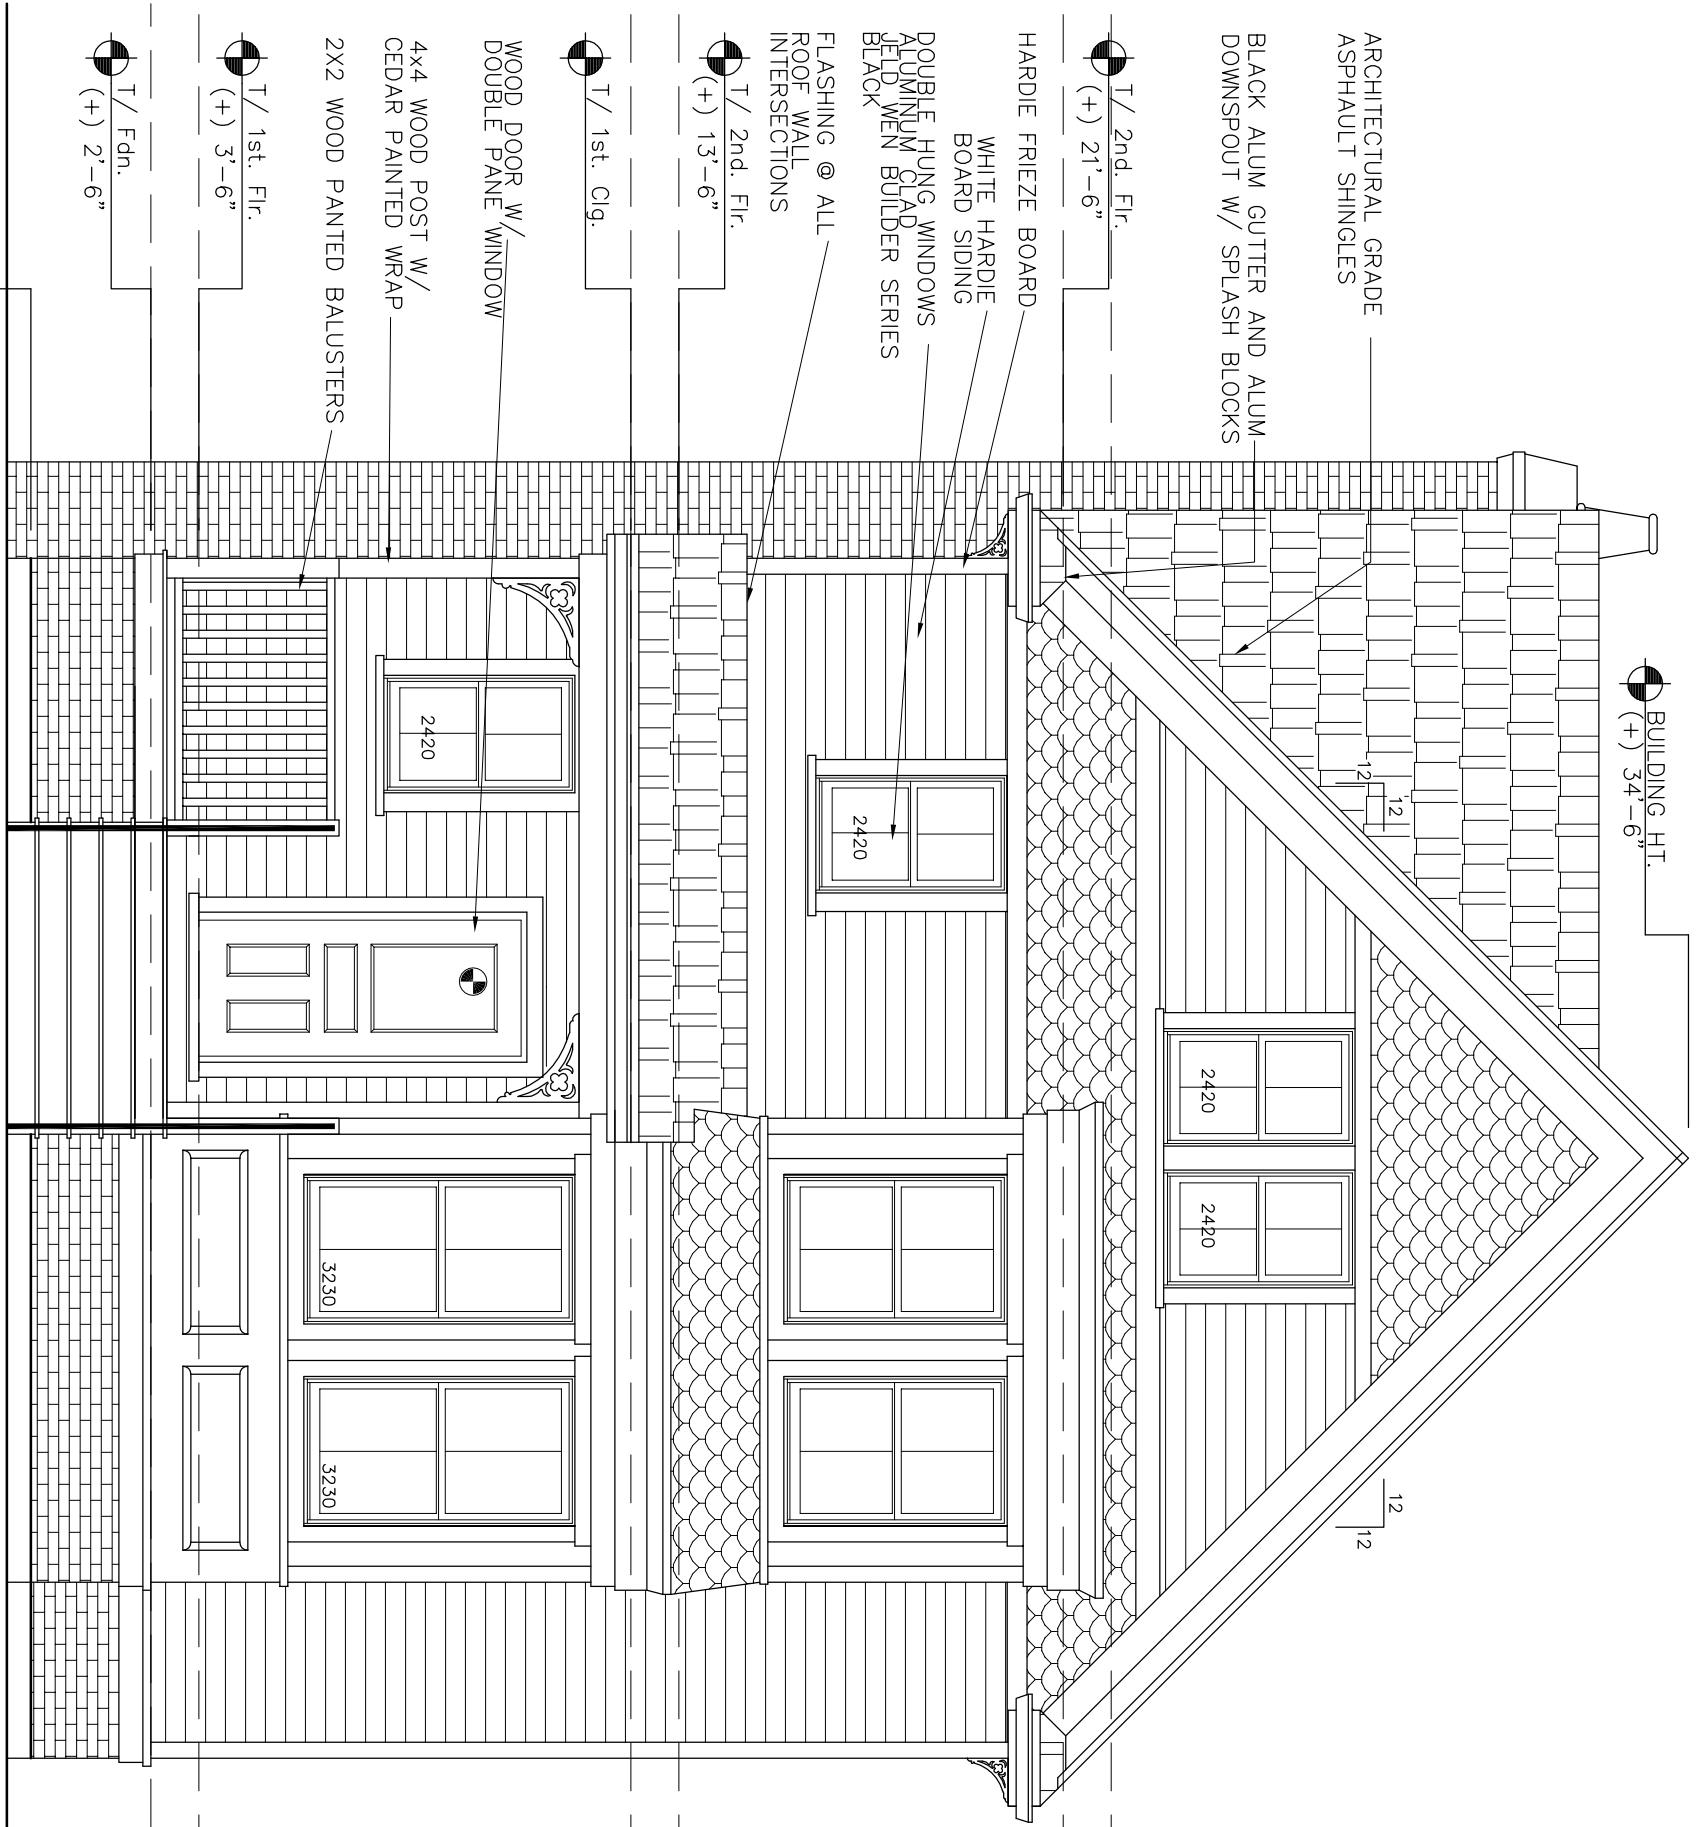 BUILDING HT.
(+) 34'-6"
ARCHITECTURAL GRADE
ASPHAULT SHINGLES
12
12
12
12
BLACK ALUM GUTTER AND ALUM
DOWNSPOUT W/ SPLASH BLOCKS
T/ 2nd. Flr.
(+) 21'-6"
HARDIE FRIEZE BOARD
WHITE HARDIE
BOARD SIDING
DOUBLE HUNG WINDOWS
ALUMINUM CLAD
JELD WEN BUILDER SERIES
BLACK
FLASHING @ ALL
ROOF WALL
INTERSECTIONS
T/ 2nd. Flr.
(+) 13'-6"
T/ 1st. Clg.
WOOD DOOR W/
DOUBLE PANE WINDOW
4x4 WOOD POST W/
CEDAR PAINTED WRAP
2X2 WOOD PANTED BALUSTERS
T/ 1st. Flr.
(+) 3'-6"
T/ Fdn.
(+) 2'-6"
2420
2420
2420
2420
3230
3230